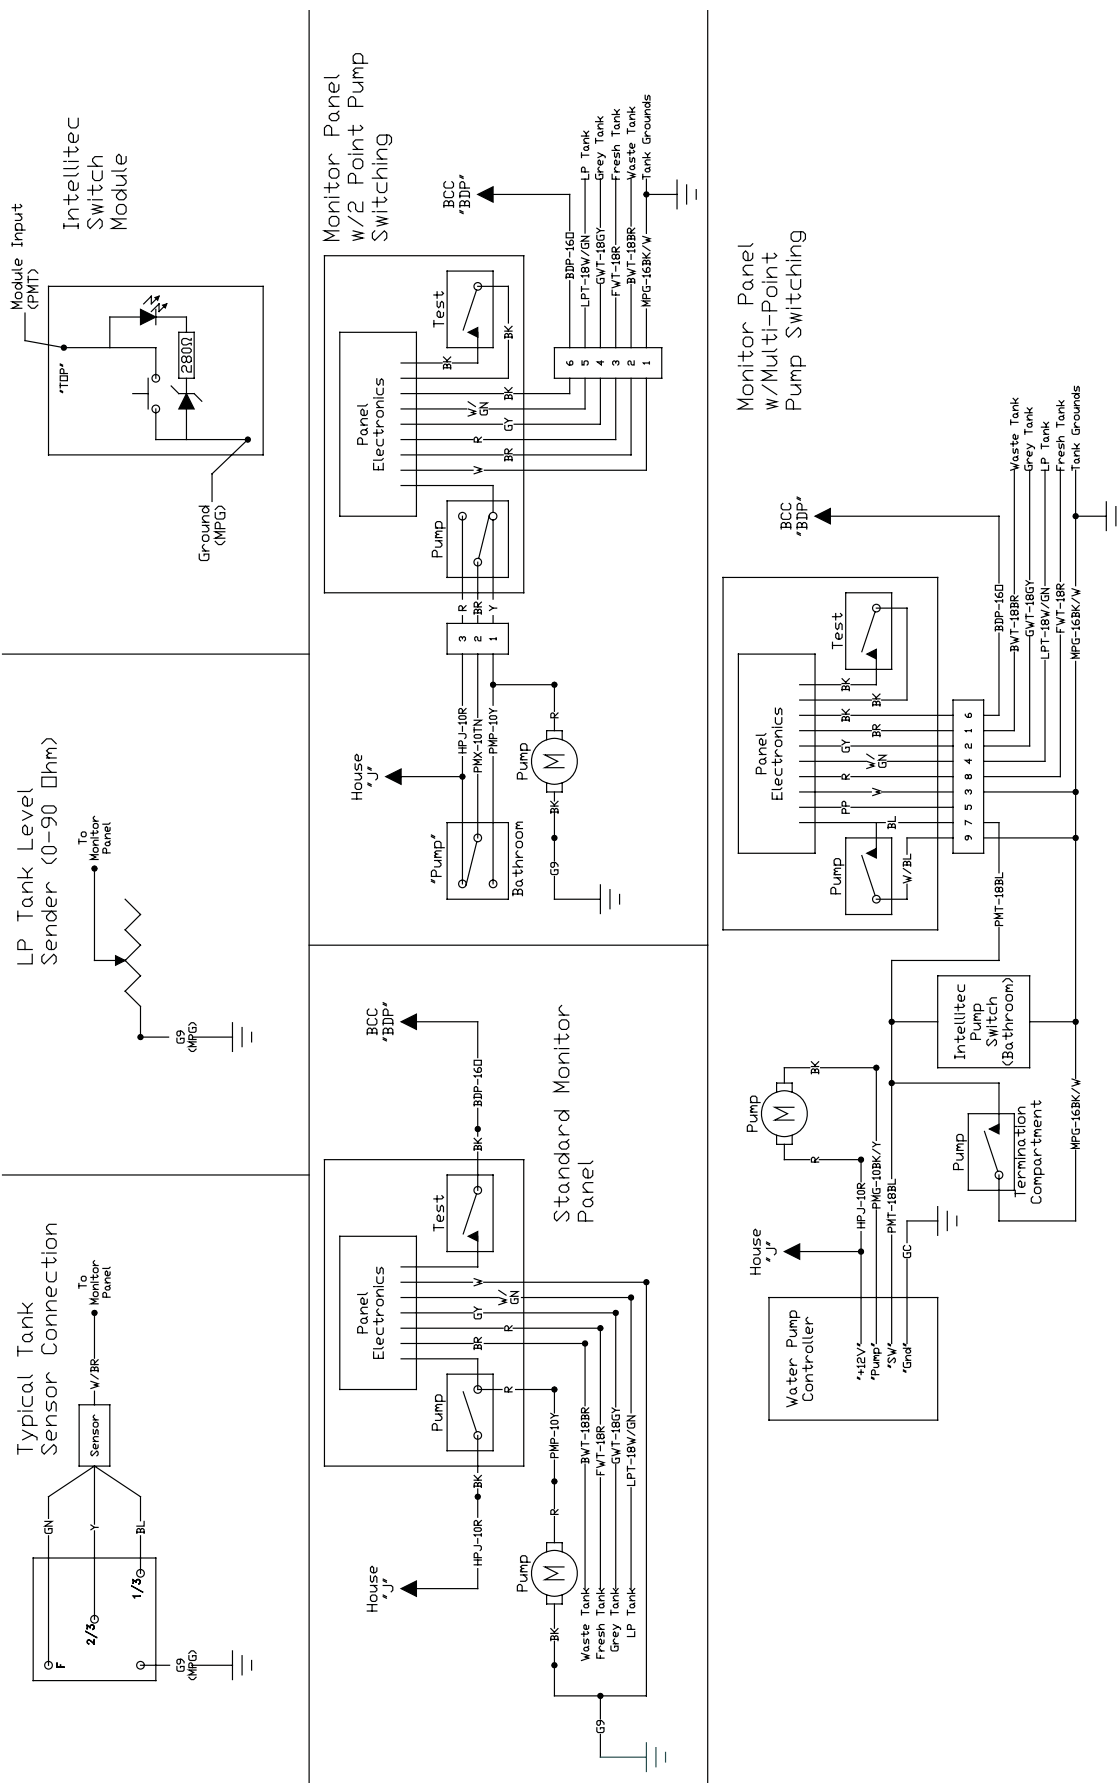 Typical Tank
Sensor Connection
F
2/3
1/3
GN
Y
BL
Sensor
W/BR
To
Monitor
Panel
G9
(MPG)
LP Tank Level
Sender (0-90 Ohm)
To
Monitor
Panel
G9
(MPG)
Intellitec
Switch
Module
Module Input
(PMT)
"TOP"
280Ω
Ground
(MPG)
Standard Monitor
Panel
House
"J"
HPJ-10R
BK
Pump
Panel
Electronics
Test
BK
BDP-16O
BCC
"BDP"
BR
R
GY
W/
GN
W
R
PMP-10Y
R
Pump
M
BK
Waste Tank
BWT-18BR
Fresh Tank
FWT-18R
Grey Tank
GWT-18GY
LP Tank
LPT-18W/GN
G9
Monitor Panel
W/2 Point Pump
Switching
House
"J"
"Pump"
Bathroom
HPJ-10R
PMX-10TN
PMP-10Y
3
2
1
R
BR
Y
Pump
Panel
Electronics
Test
W
BR
R
GY
W/
GN
BK
BK
BK
Pump
M
R
BK
G9
6
5
4
3
2
1
BDP-16O
LPT-18W/GN
GWT-18GY
FWT-18R
BWT-18BR
MPG-16BK/W
LP Tank
Grey Tank
Fresh Tank
Waste Tank
Tank Grounds
BCC
"BDP"
Monitor Panel
W/Multi-Point
Pump Switching
Water Pump
Controller
"+12V"
"Pump"
"SW"
"Gnd"
House
"J"
HPJ-10R
PMG-10BK/Y
PMT-18BL
GC
Pump
M
R
BK
Pump
Termination
Compartment
Intellitec
Pump
Switch
(Bathroom)
MPG-16BK/W
PMT-18BL
Pump
W/BL
Panel
Electronics
Test
BL
PP
W
R
W/
GN
GY
BR
BK
BK
BK
9
7
5
3
8
4
2
1
6
BDP-16O
BWT-18BR
GWT-18GY
LPT-18W/GN
FWT-18R
MPG-16BK/W
Waste Tank
Grey Tank
LP Tank
Fresh Tank
Tank Grounds
BCC
"BDP"